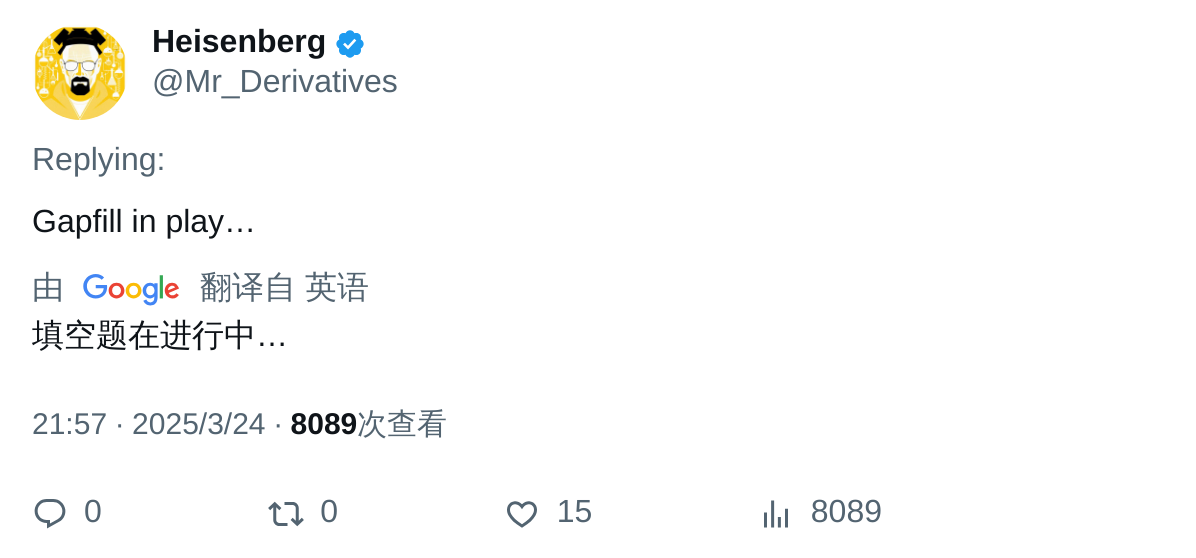 Heisenberg
@Mr_Derivatives
Replying:
Gapfill in play…
由 Google 翻译自 英语
填空题在进行中…
21:57 · 2025/3/24 · 8089次查看
0 0 15 8089